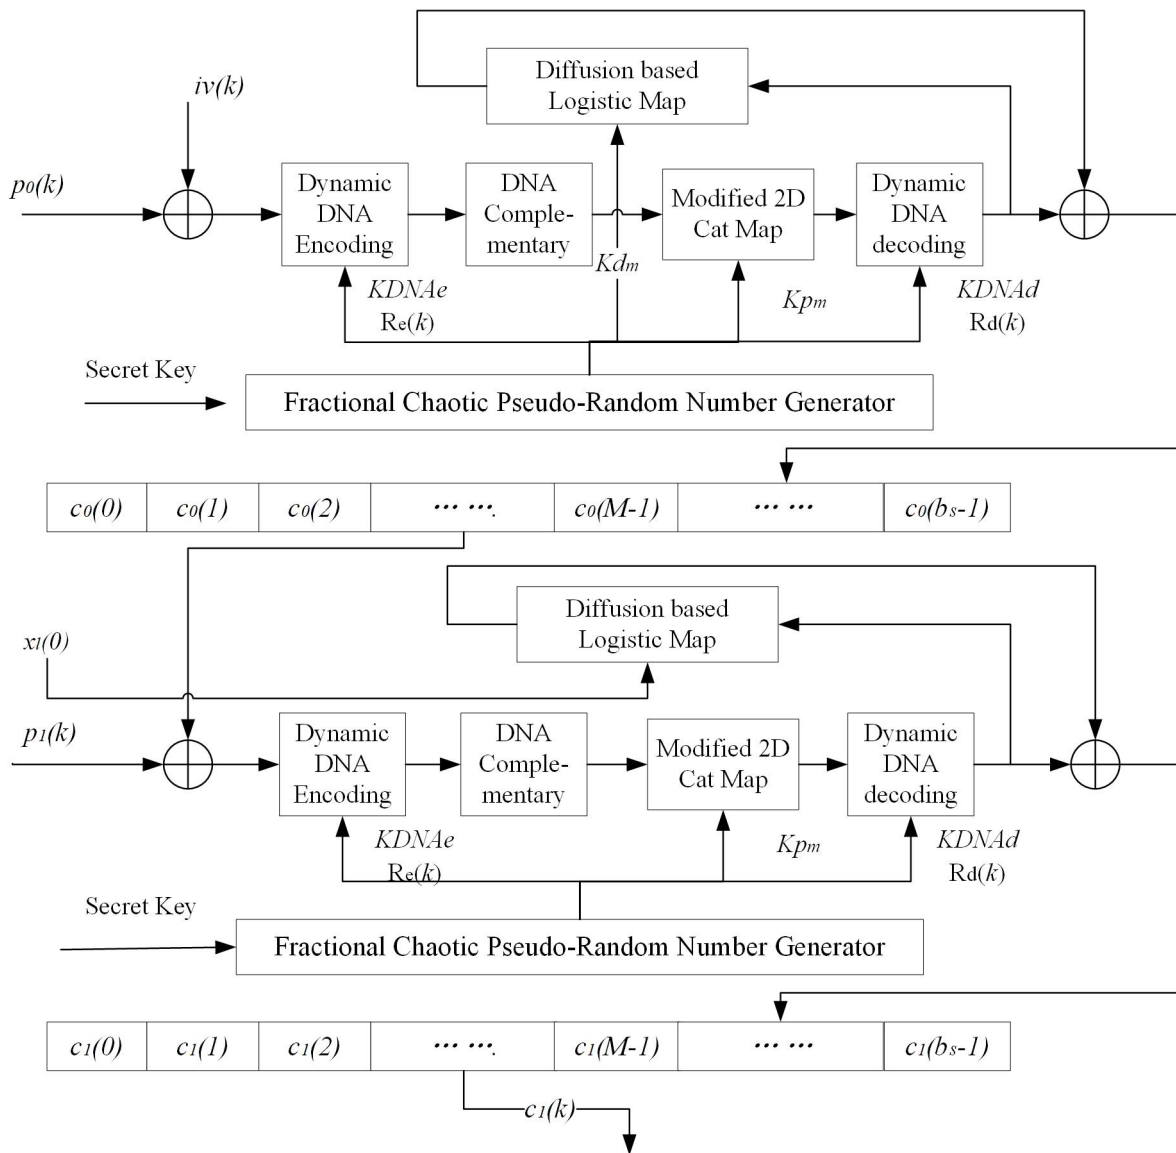 Diffusion based
Logistic Map
iv(k)
p0(k)
Dynamic
DNA
Encoding
DNA
Comple-
mentary
Modified 2D
Cat Map
Dynamic
DNA
decoding
Kdm
KDNAe
Re(k)
Kpm
KDNAd
Rd(k)
Secret Key
Fractional Chaotic Pseudo-Random Number Generator
c0(0) c0(1) c0(2) ··· ···. c0(M-1) ··· ··· c0(bs-1)
Diffusion based
Logistic Map
xl(0)
p1(k)
Dynamic
DNA
Encoding
DNA
Comple-
mentary
Modified 2D
Cat Map
Dynamic
DNA
decoding
KDNAe
Re(k)
Kpm
KDNAd
Rd(k)
Secret Key
Fractional Chaotic Pseudo-Random Number Generator
c1(0) c1(1) c1(2) ··· ···. c1(M-1) ··· ··· c1(bs-1)
c1(k)